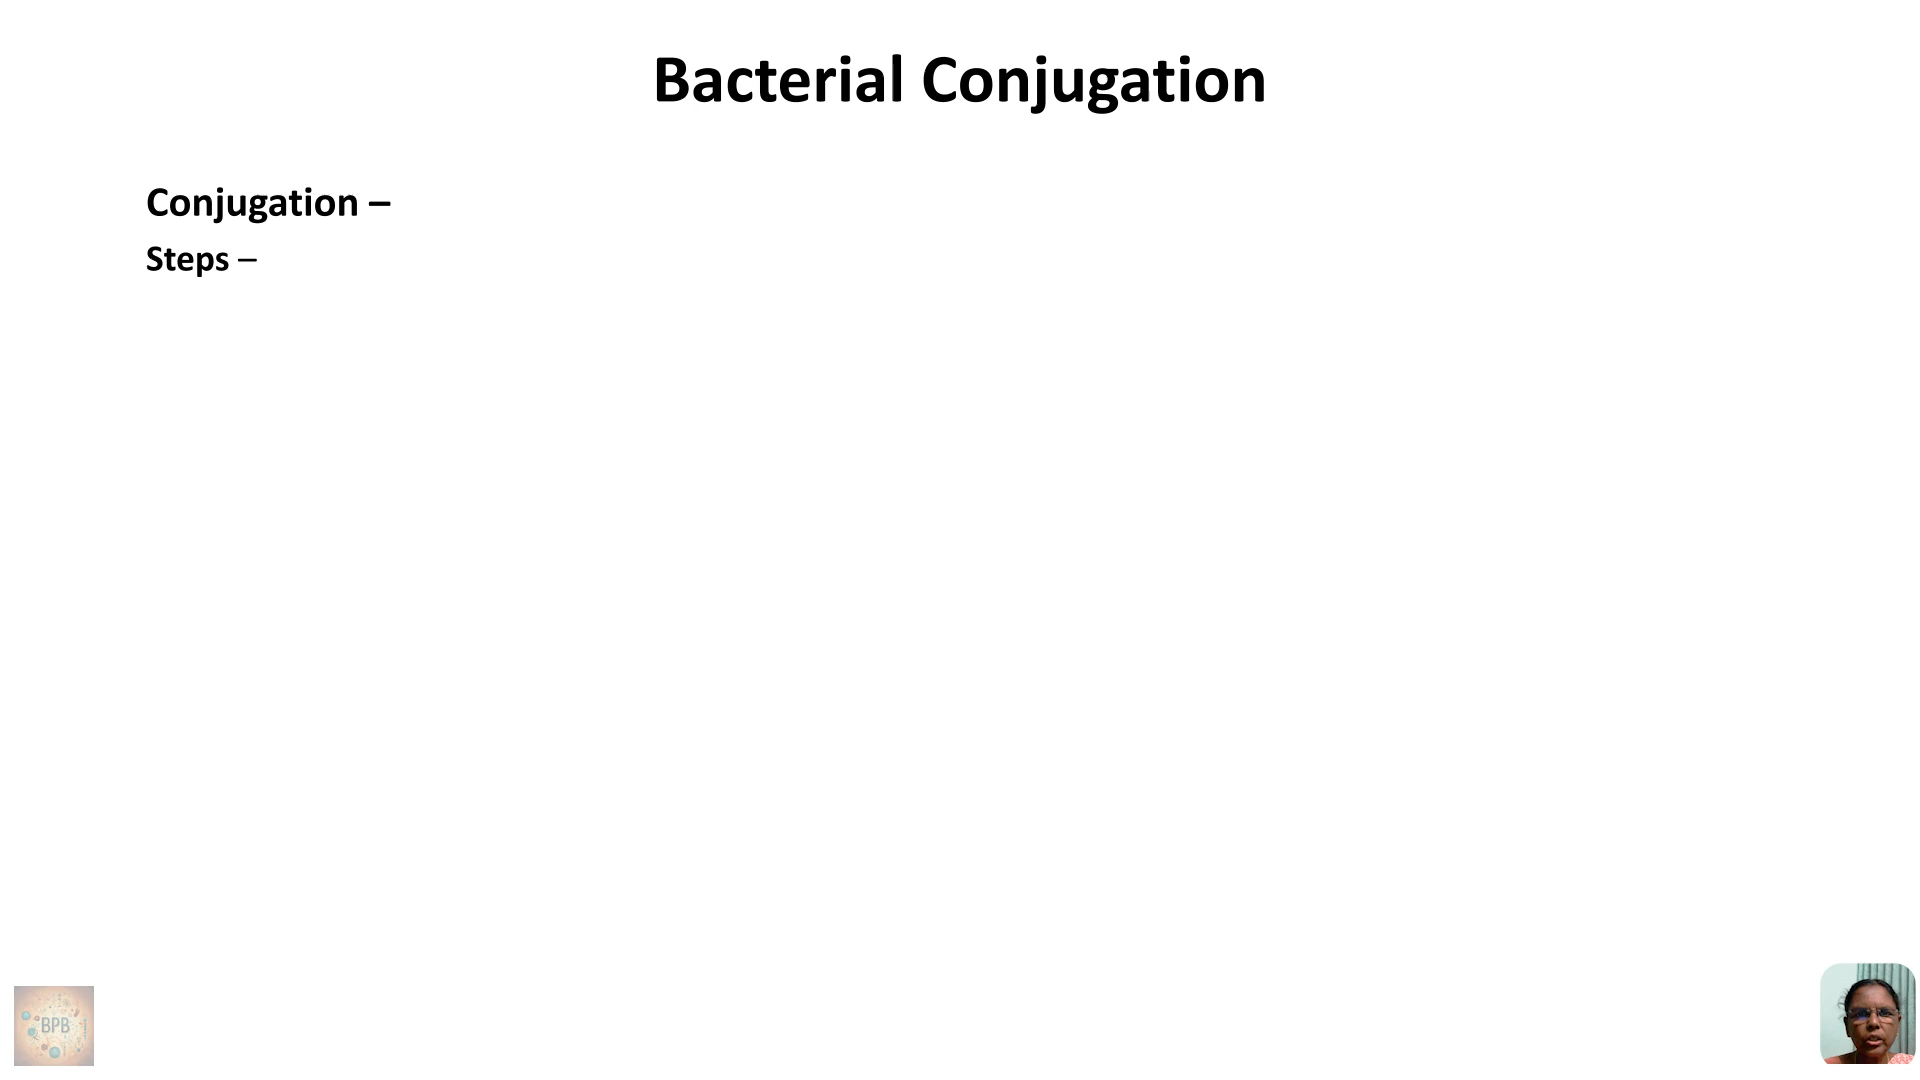 Bacterial Conjugation
Conjugation –
Steps –
BPB